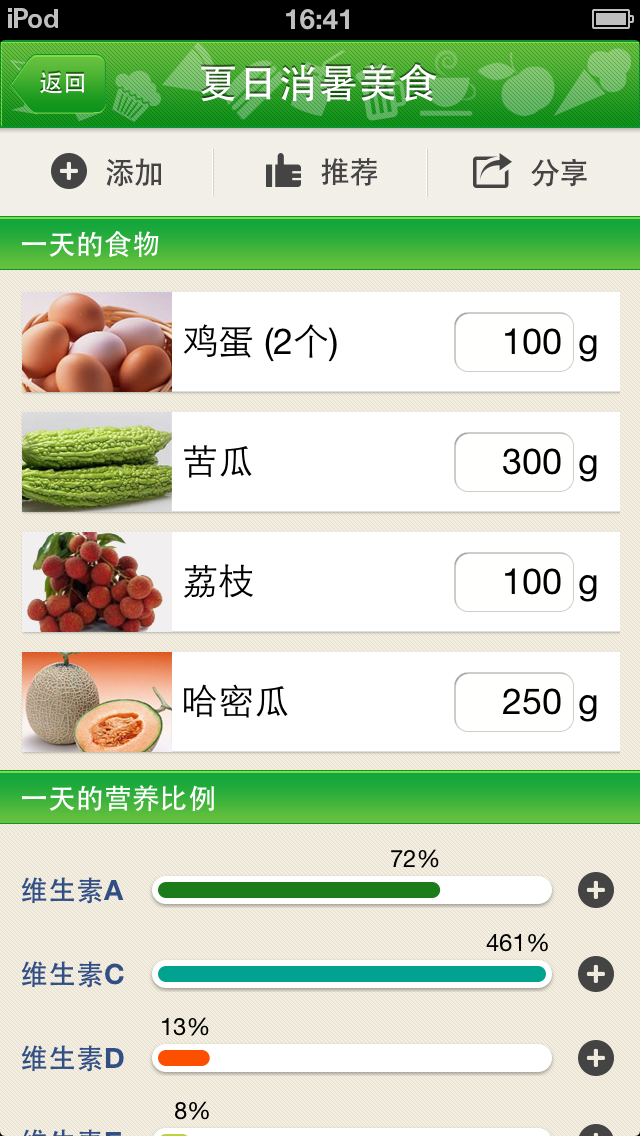 iPod 16:41
返回 夏日消暑美食
添加 推荐 分享
一天的食物
鸡蛋 (2个) 100 g
苦瓜 300 g
荔枝 100 g
哈密瓜 250 g
一天的营养比例
72%
维生素A
461%
维生素C
13%
维生素D
8%